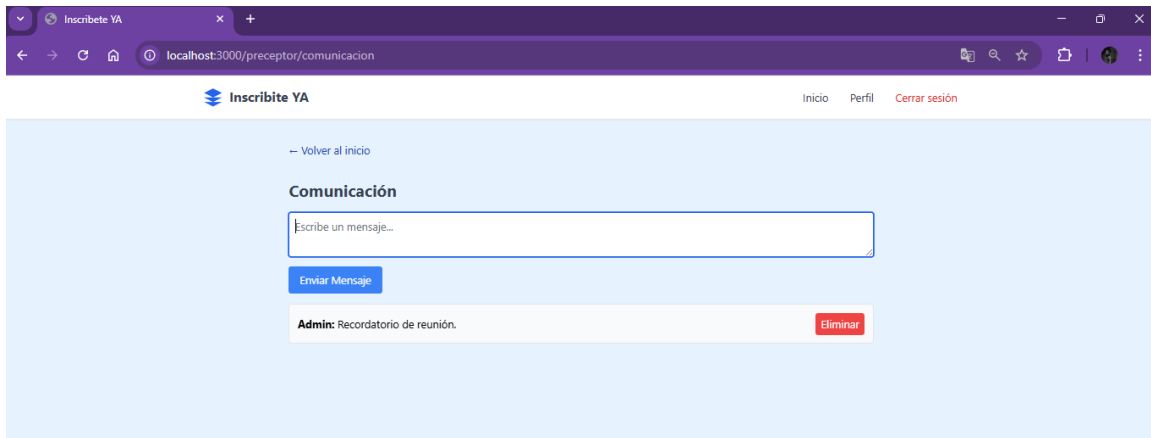 Inscribete YA
localhost:3000/preceptor/comunicacion
Inscribite YA
Inicio Perfil Cerrar sesión
← Volver al inicio
Comunicación
Escribe un mensaje...
Enviar Mensaje
Admin: Recordatorio de reunión. Eliminar